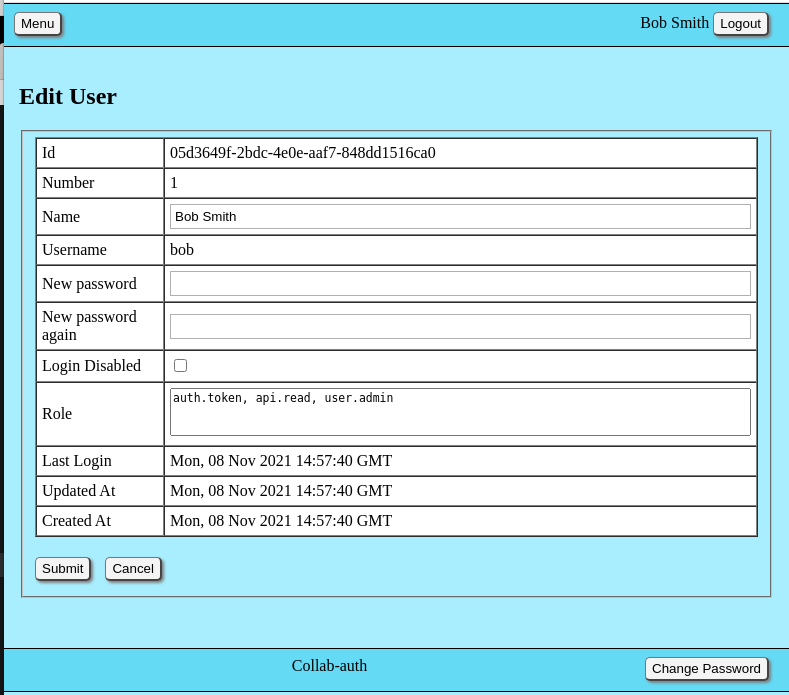 Menu
Bob Smith Logout
Edit User
Id 05d3649f-2bdc-4e0e-aaf7-848dd1516ca0
Number 1
Name Bob Smith
Username bob
New password
New password
again
Login Disabled
Role auth.token, api.read, user.admin
Last Login Mon, 08 Nov 2021 14:57:40 GMT
Updated At Mon, 08 Nov 2021 14:57:40 GMT
Created At Mon, 08 Nov 2021 14:57:40 GMT
Submit Cancel
Collab-auth
Change Password